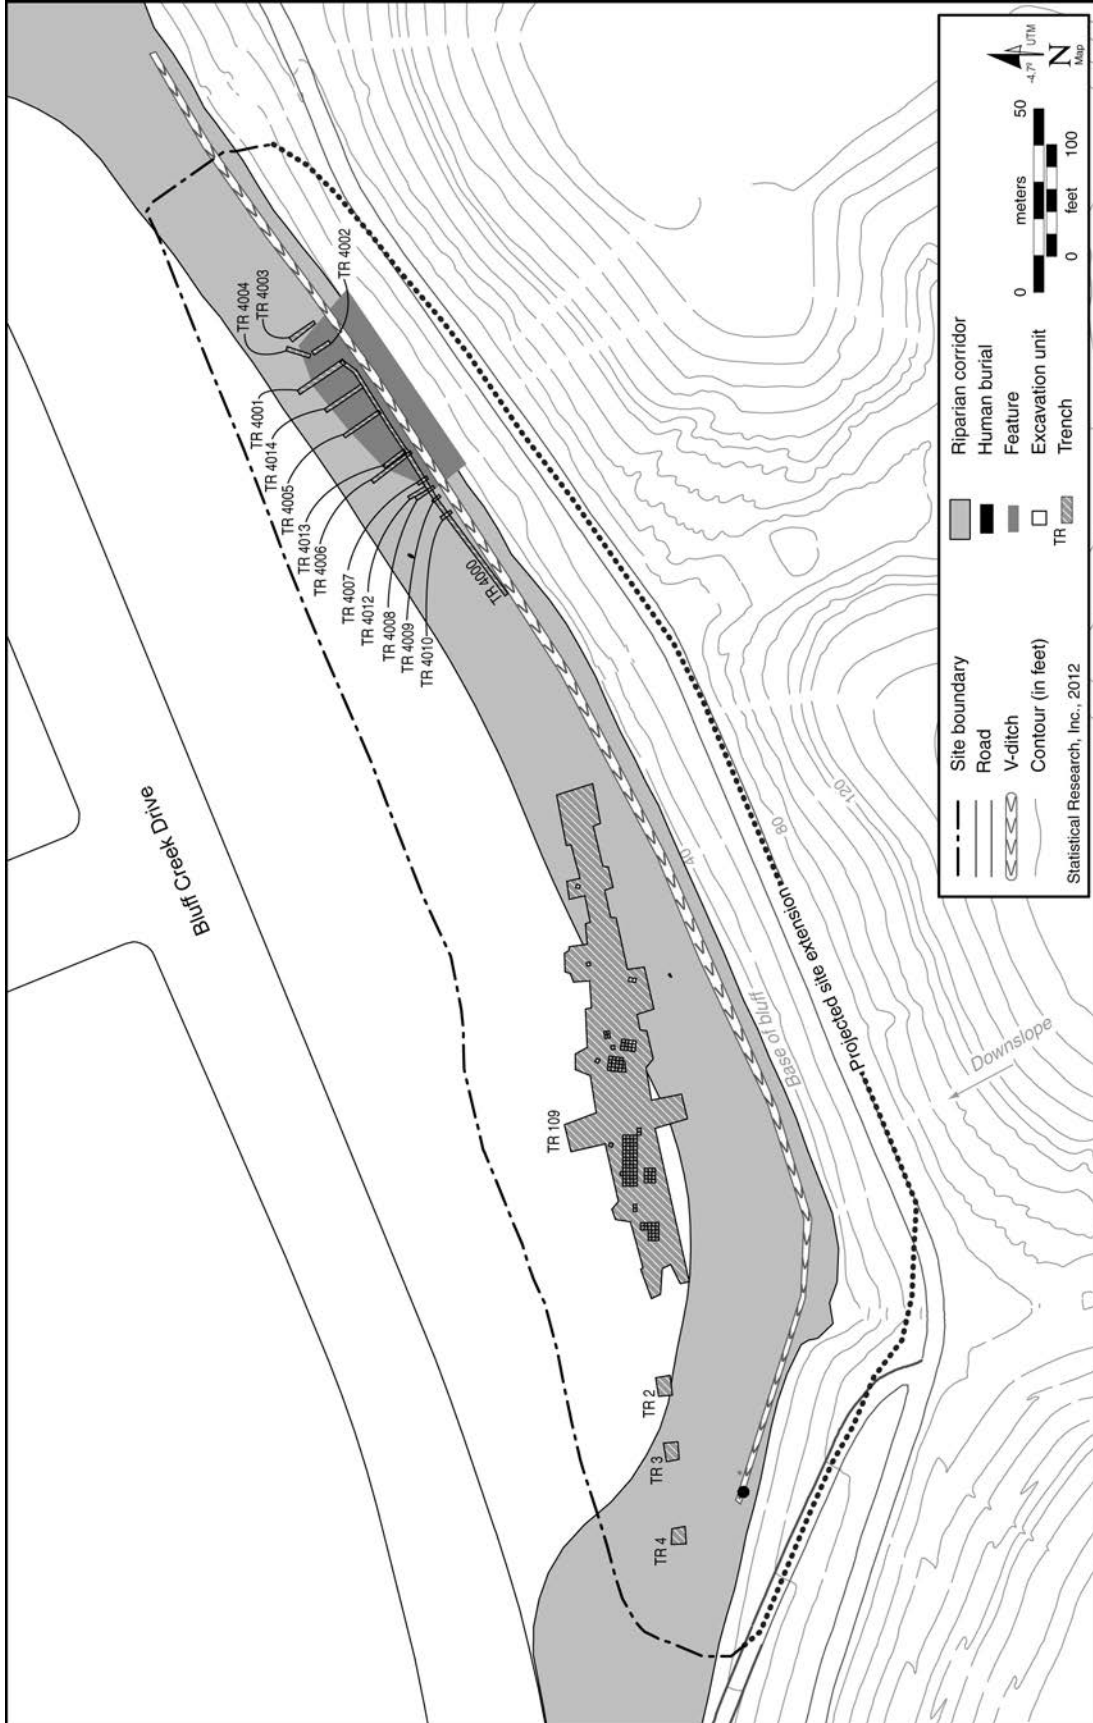 Bluff Creek Drive
TR 4
TR 3
TR 2
TR 109
TR 4000
TR 4010
TR 4009
TR 4008
TR 4012
TR 4007
TR 4006
TR 4013
TR 4005
TR 4014
TR 4001
TR 4004
TR 4003
TR 4002
Base of bluff
40
80
120
Projected site extension
Downslope
Site boundary
Road
V-ditch
Contour (in feet)
Statistical Research, Inc., 2012
Riparian corridor
Human burial
Feature
Excavation unit
TR Trench
0 meters 50
0 feet 100
-4.7º UTM
N
Map